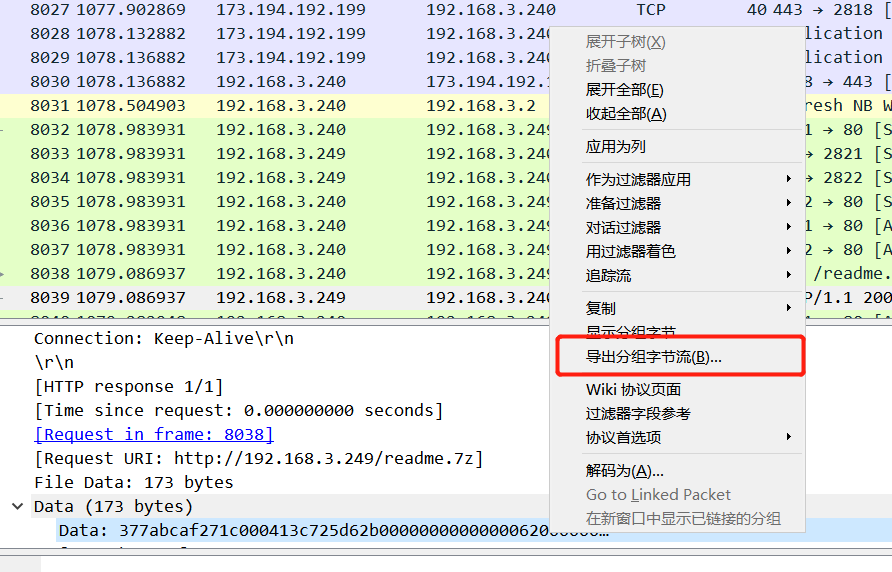 8027 1077.902869 173.194.192.199 192.168.3.240 TCP 40 443 → 2818 [
8028 1078.132882 173.194.192.199 192.168.3.24 lication
8029 1078.136882 173.194.192.199 192.168.3.24 lication
8030 1078.136882 192.168.3.240 173.194.192.1 8 → 443 [
8031 1078.504903 192.168.3.240 192.168.3.2 resh NB W
8032 1078.983931 192.168.3.240 192.168.3.249 1 → 80 [S
8033 1078.983931 192.168.3.249 192.168.3.240 → 2821 [
8034 1078.983931 192.168.3.249 192.168.3.240 → 2822 [S
8035 1078.983931 192.168.3.240 192.168.3.249 2 → 80 [S
8036 1078.983931 192.168.3.240 192.168.3.249 1 → 80 [A
8037 1078.983931 192.168.3.240 192.168.3.249 2 → 80 [A
8038 1079.086937 192.168.3.240 192.168.3.249 /readme.
8039 1079.086937 192.168.3.249 192.168.3.240 P/1.1 200
展开子树(X)
折叠子树
展开全部(E)
收起全部(A)
应用为列
作为过滤器应用
准备过滤器
对话过滤器
用过滤器着色
追踪流
复制
显示分组字节
导出分组字节流(B)...
Wiki 协议页面
过滤器字段参考
协议首选项
解码为(A)...
Go to Linked Packet
在新窗口中显示已链接的分组
Connection: Keep-Alive\r\n
\r\n
[HTTP response 1/1]
[Time since request: 0.000000000 seconds]
[Request in frame: 8038]
[Request URI: http://192.168.3.249/readme.7z]
File Data: 173 bytes
Data (173 bytes)
Data: 377abcaf271c000413c725d62b00000000000000620000000…